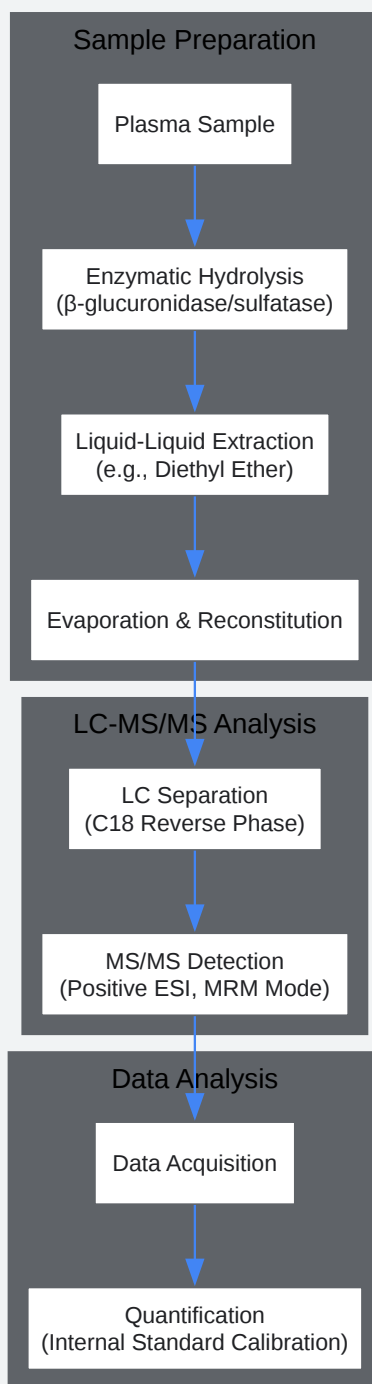 Sample Preparation
Plasma Sample
Enzymatic Hydrolysis
(β-glucuronidase/sulfatase)
Liquid-Liquid Extraction
(e.g., Diethyl Ether)
Evaporation & Reconstitution
LC-MS/MS Analysis
LC Separation
(C18 Reverse Phase)
MS/MS Detection
(Positive ESI, MRM Mode)
Data Analysis
Data Acquisition
Quantification
(Internal Standard Calibration)